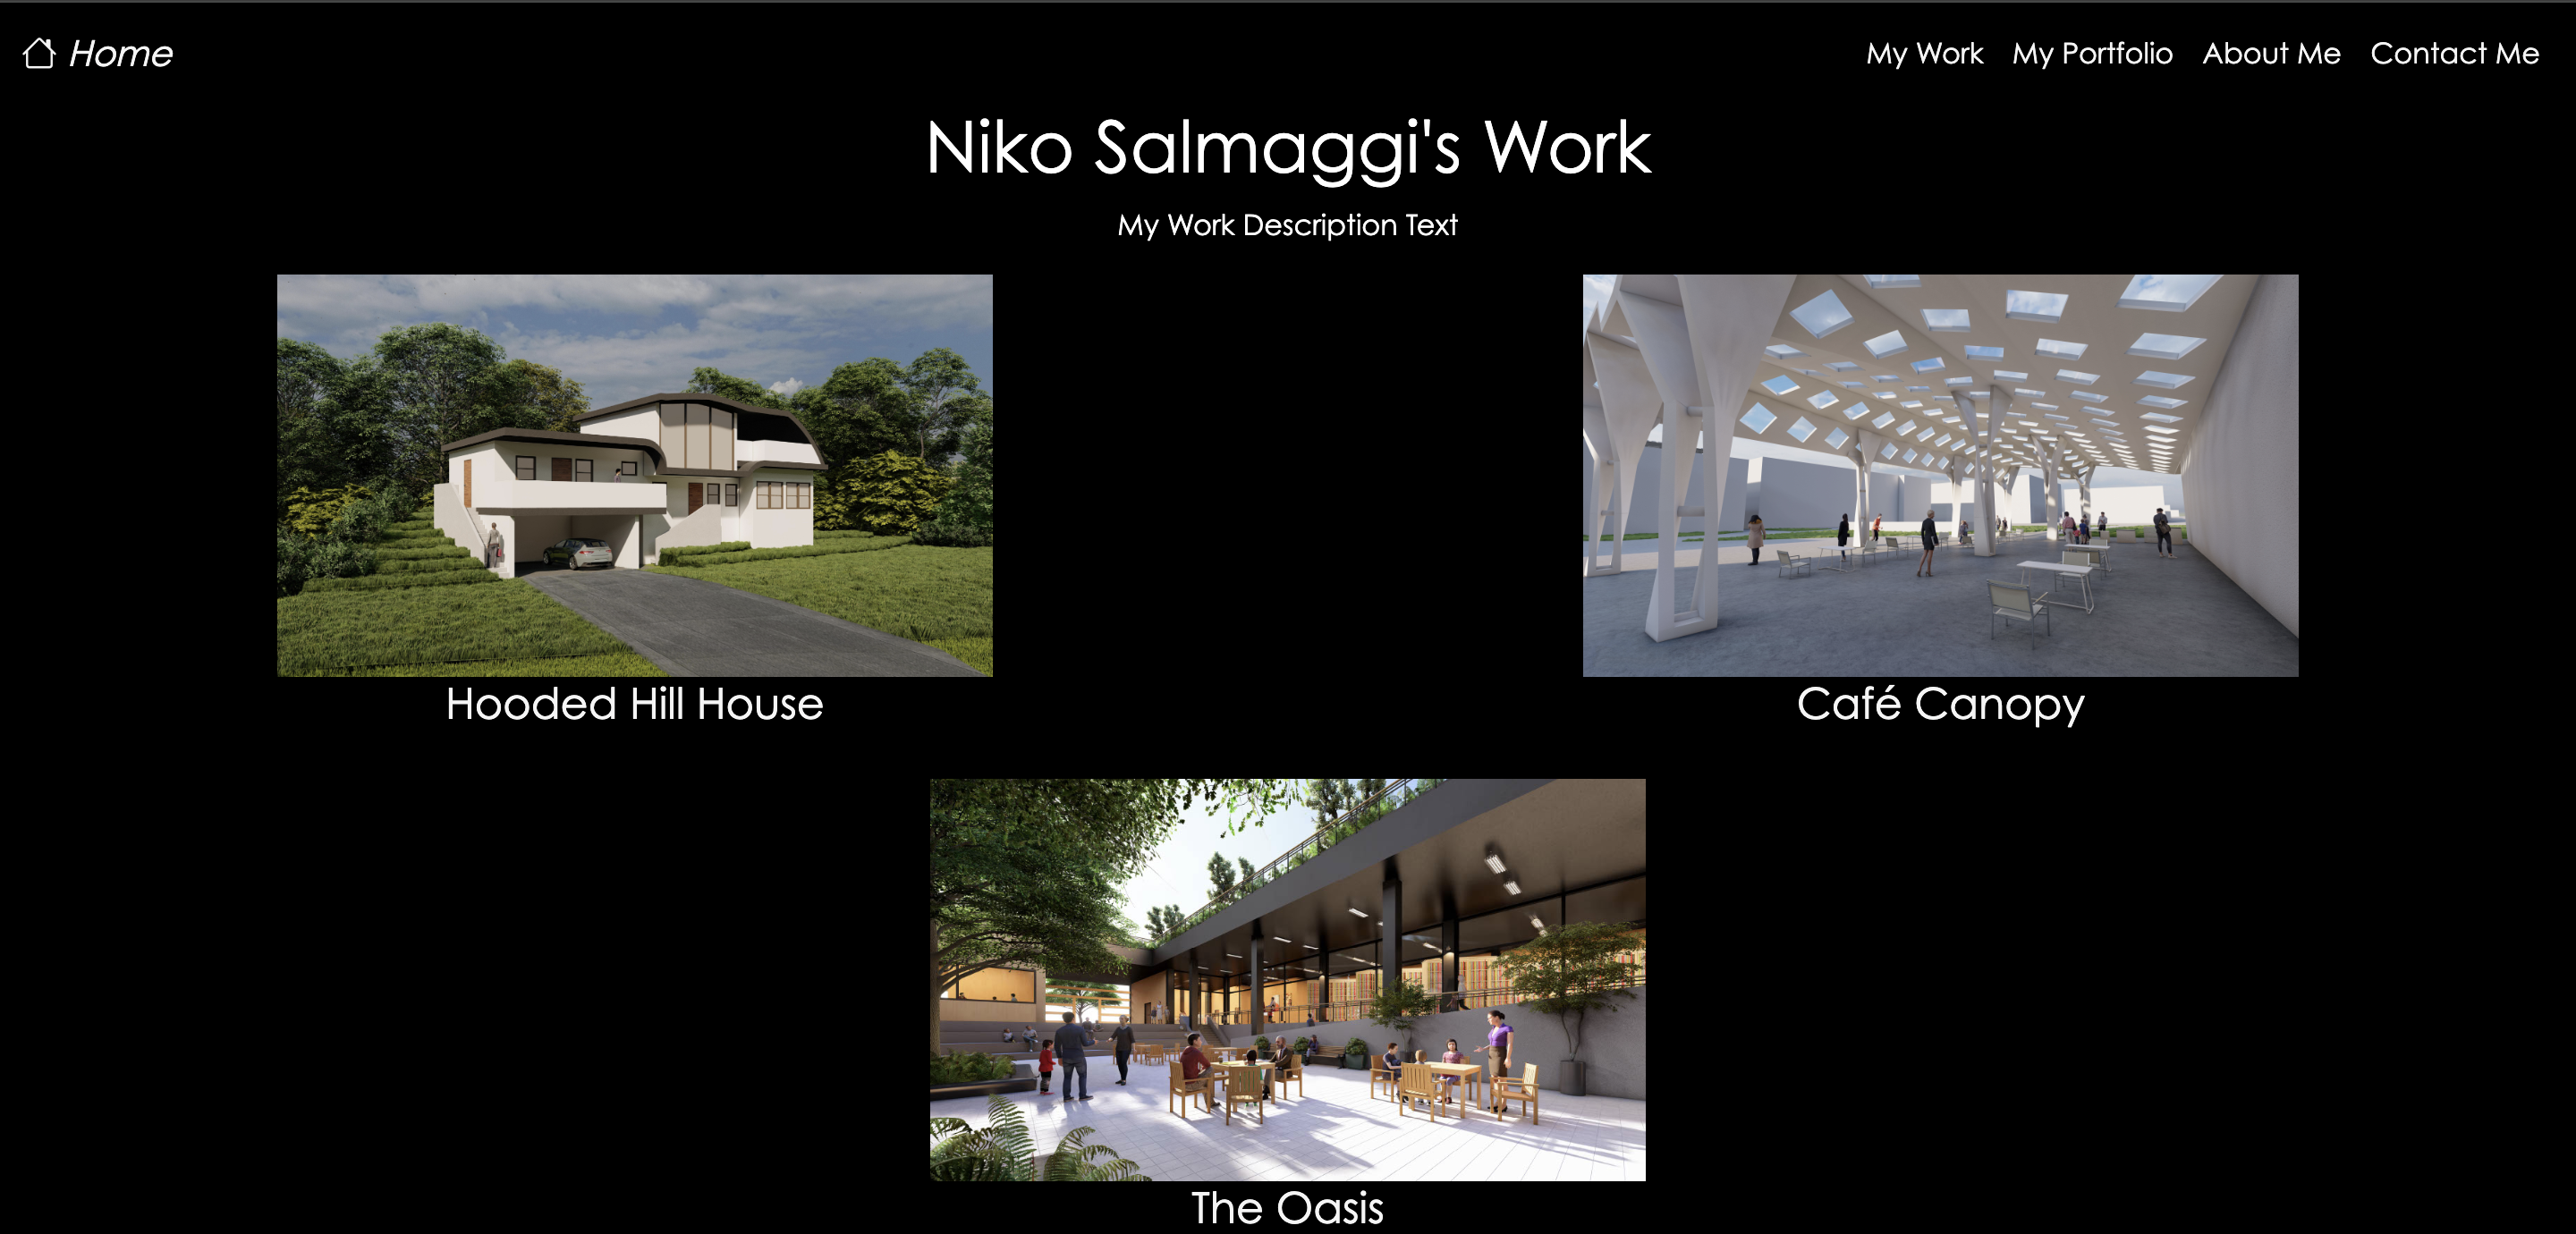 Home
My Work My Portfolio About Me Contact Me
Niko Salmaggi's Work
My Work Description Text
Hooded Hill House
Café Canopy
The Oasis